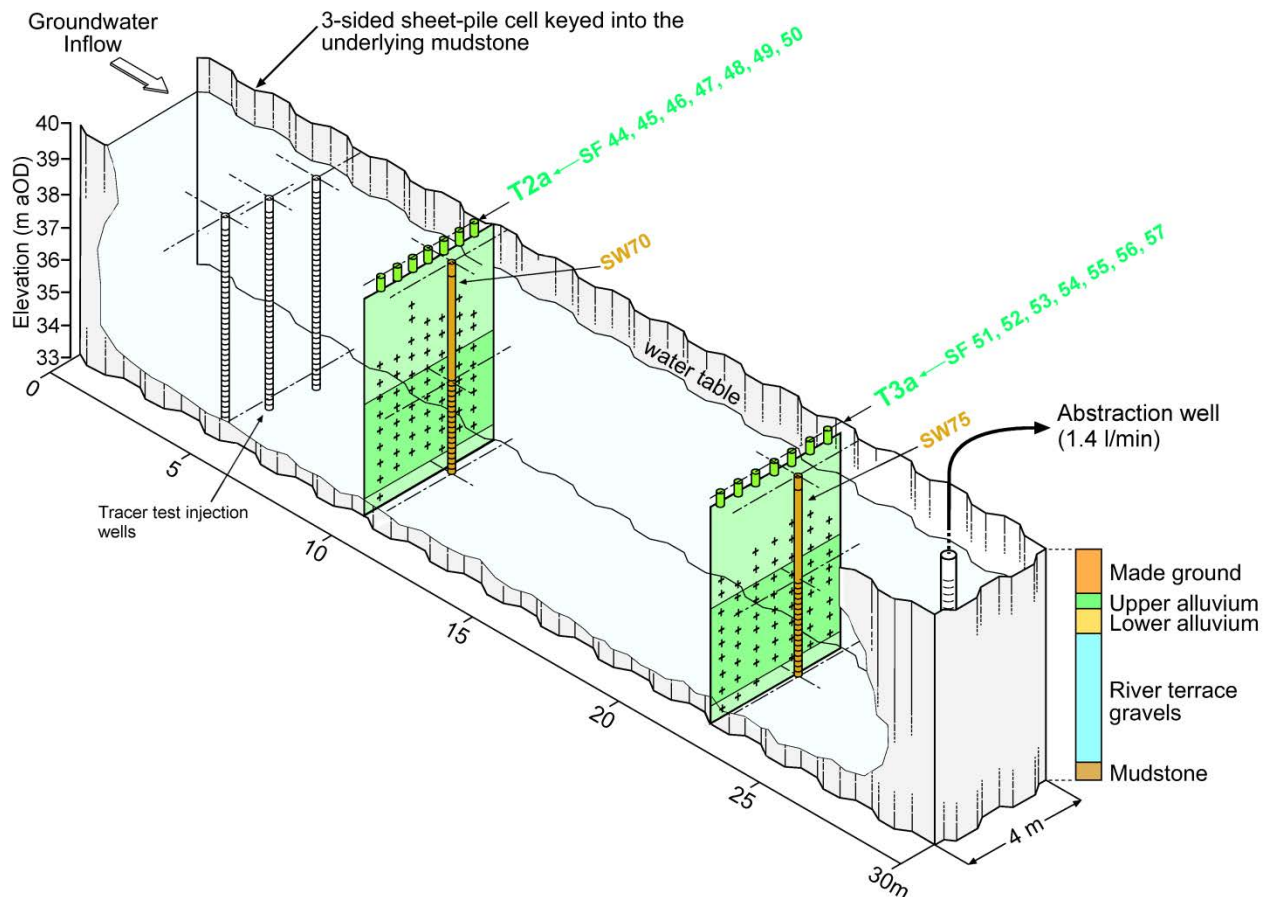 Groundwater
Inflow
3-sided sheet-pile cell keyed into the
underlying mudstone
T2a
SF 44, 45, 46, 47, 48, 49, 50
SW70
Elevation (m aOD)
40
39
38
37
36
35
34
33
water table
T3a
SF 51, 52, 53, 54, 55, 56, 57
SW75
Abstraction well
(1.4 l/min)
Tracer test injection
wells
0
5
10
15
20
25
30m
4 m
Made ground
Upper alluvium
Lower alluvium
River terrace
gravels
Mudstone